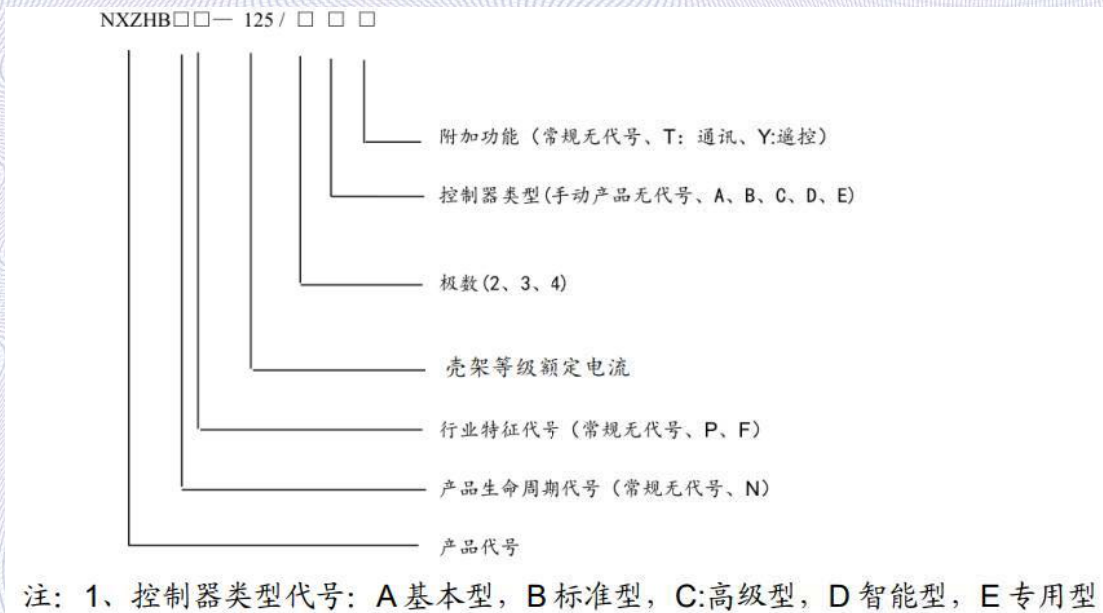 NXZHB□□— 125 / □ □ □
附加功能（常规无代号、T：通讯、Y:遥控）
控制器类型(手动产品无代号、A、B、C、D、E)
极数(2、3、4)
壳架等级额定电流
行业特征代号（常规无代号、P、F）
产品生命周期代号（常规无代号、N）
产品代号
注：1、控制器类型代号：A基本型，B标准型，C:高级型，D智能型，E专用型